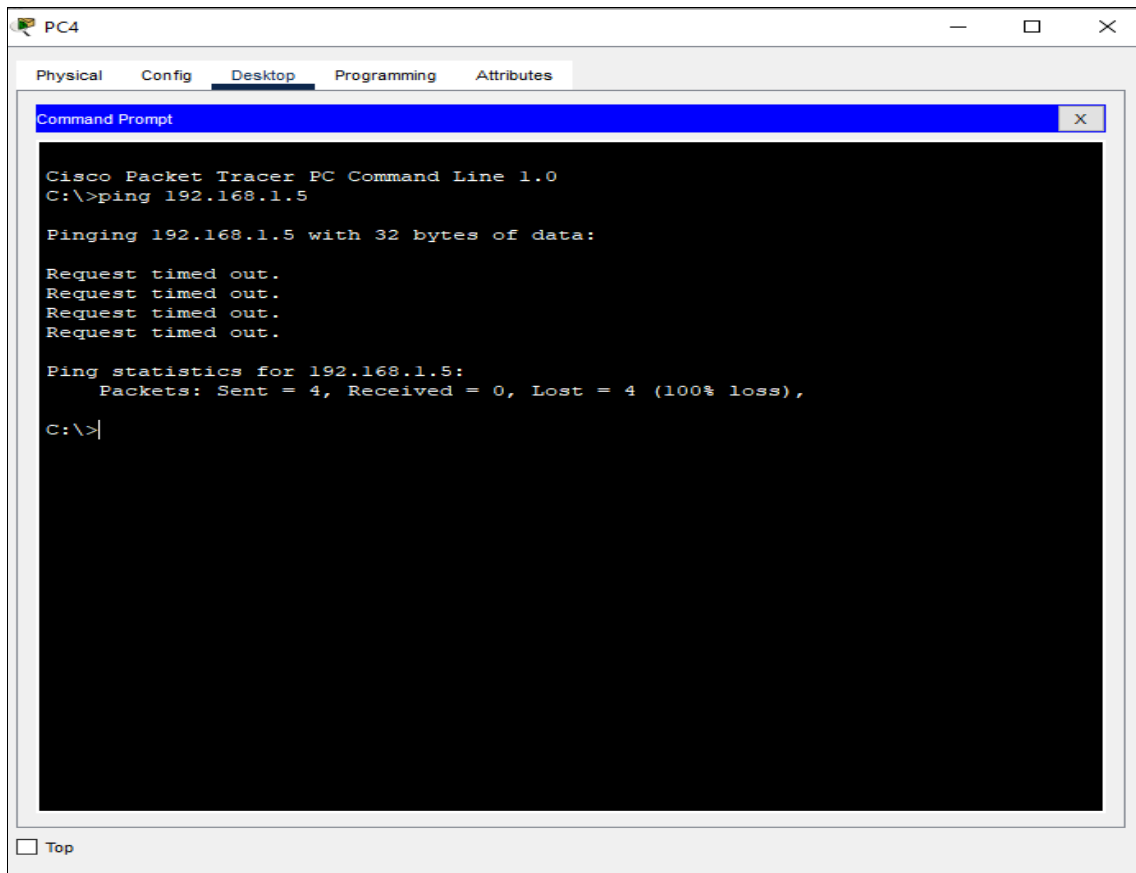 PC4
Physical Config Desktop Programming Attributes
Command Prompt
X
Cisco Packet Tracer PC Command Line 1.0
C:\>ping 192.168.1.5
Pinging 192.168.1.5 with 32 bytes of data:
Request timed out.
Request timed out.
Request timed out.
Request timed out.
Ping statistics for 192.168.1.5:
Packets: Sent = 4, Received = 0, Lost = 4 (100% loss),
C:\>
Top